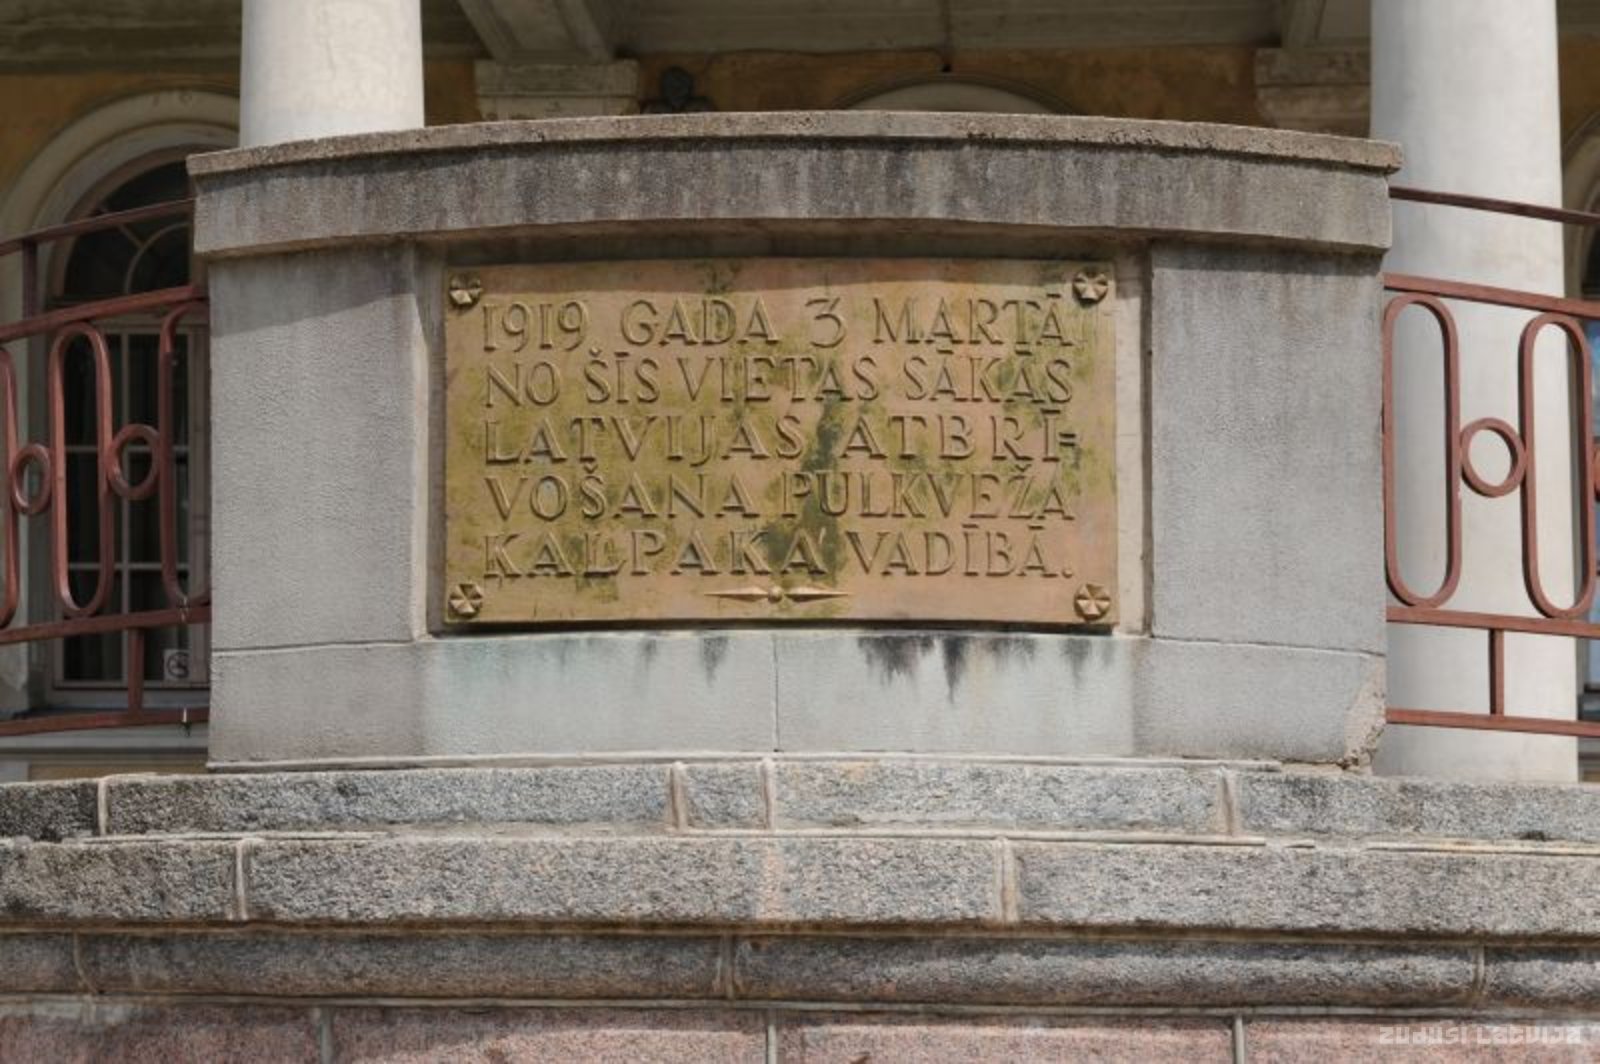 1919. GADA 3 MARTĀ
NO ŠĪS VIETAS SĀKĀS
LATVIJAS ATBRĪ=
VOŠANA PULKVEŽA
KALPAKA VADĪBĀ.
ZUDUSI LATVIJA